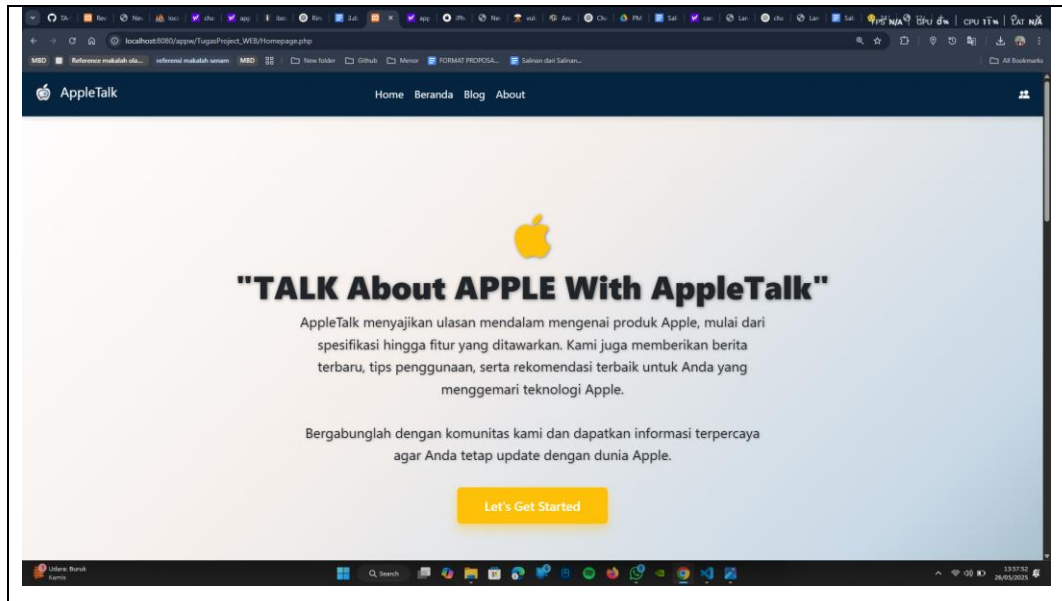 localhost:8080/appw/TugasProject_WEB/Homepage.php
MBD
Reference makalah ola...
referensi makalah senam
MBD
New folder
Github
Mentor
FORMAT PROPOSA...
Salinan dari Salinan...
All Bookmarks
AppleTalk
Home Beranda Blog About
"TALK About APPLE With AppleTalk"
AppleTalk menyajikan ulasan mendalam mengenai produk Apple, mulai dari
spesifikasi hingga fitur yang ditawarkan. Kami juga memberikan berita
terbaru, tips penggunaan, serta rekomendasi terbaik untuk Anda yang
menggemari teknologi Apple.
Bergabunglah dengan komunitas kami dan dapatkan informasi terpercaya
agar Anda tetap update dengan dunia Apple.
Let's Get Started
Udara: Buruk
Kamis
Search
13:57:52
26/05/2025